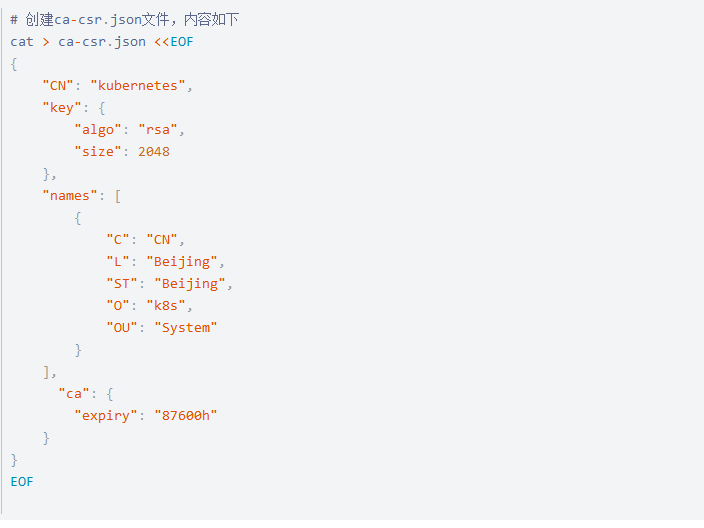 # 创建ca-csr.json文件，内容如下
cat > ca-csr.json <<EOF
{
    "CN": "kubernetes",
    "key": {
        "algo": "rsa",
        "size": 2048
    },
    "names": [
        {
            "C": "CN",
            "L": "Beijing",
            "ST": "Beijing",
            "O": "k8s",
            "OU": "System"
        }
    ],
      "ca": {
        "expiry": "87600h"
    }
}
EOF